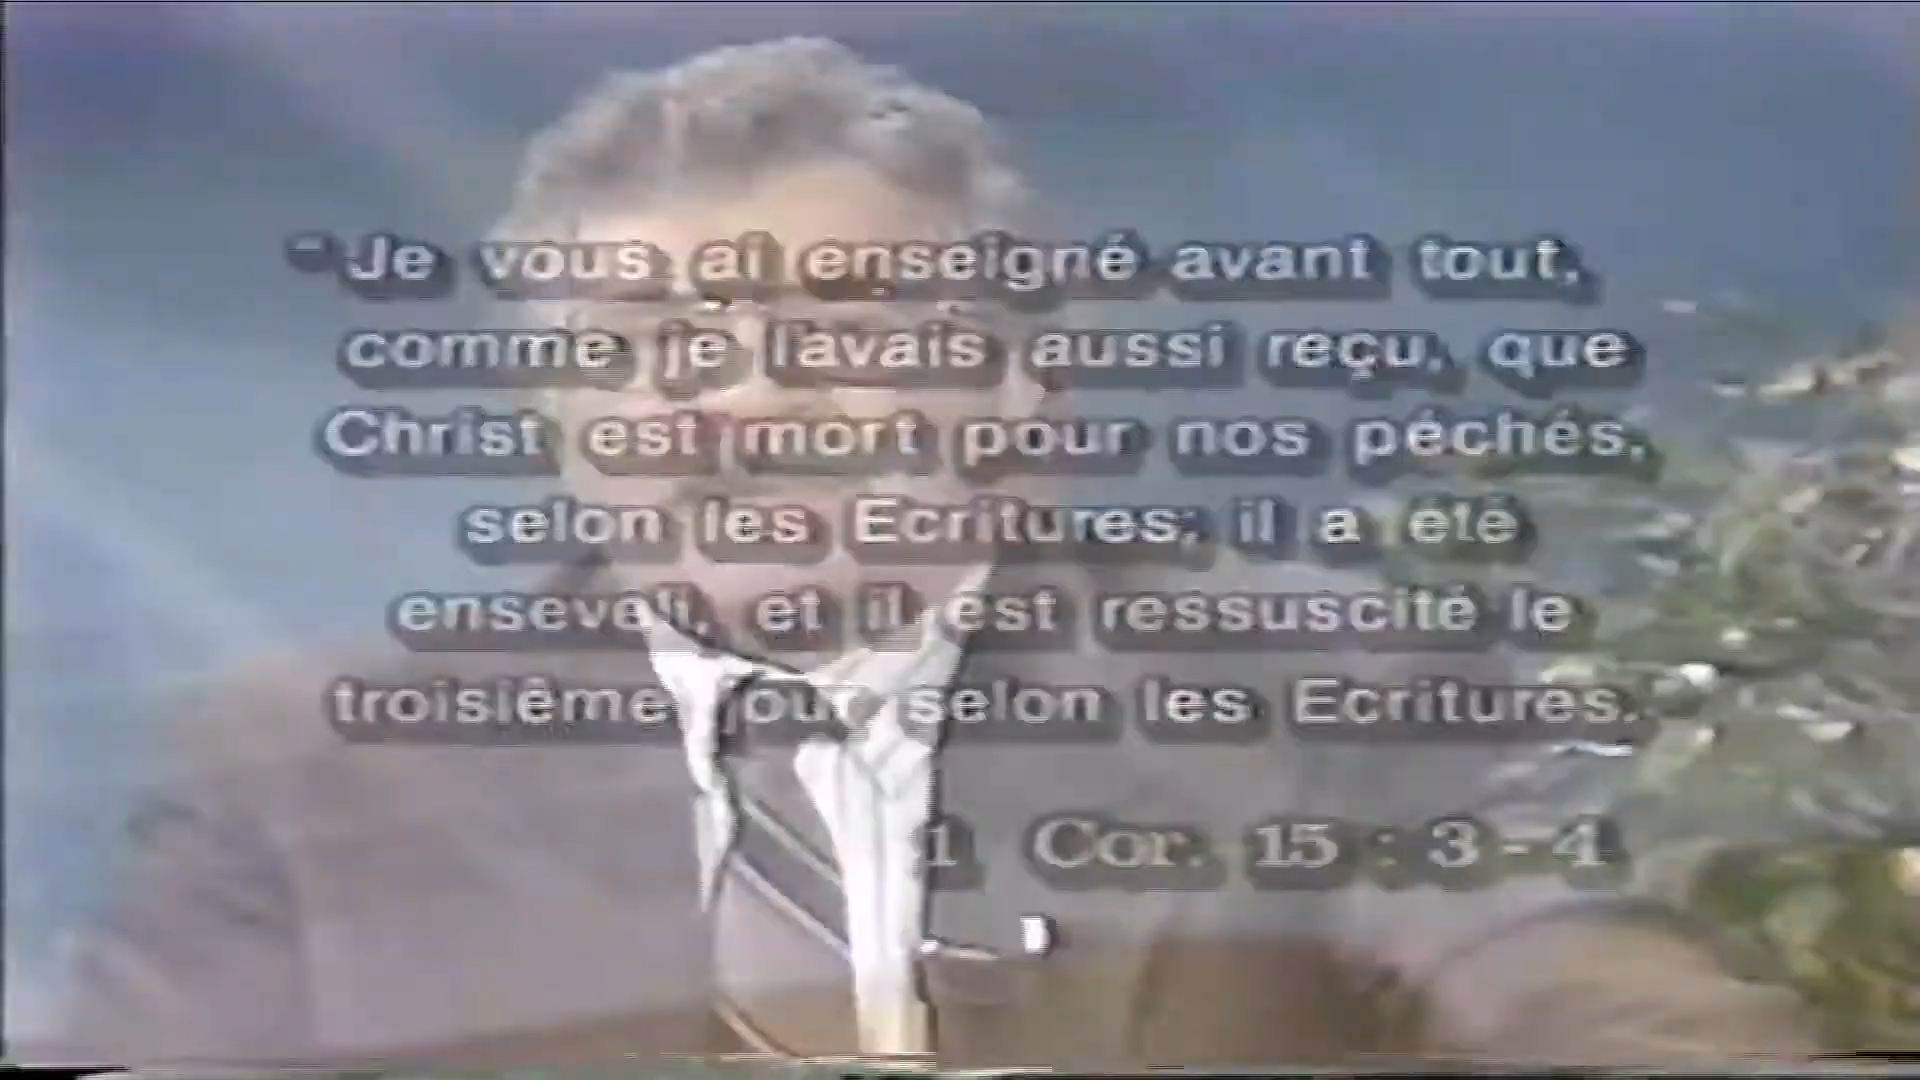 "Je vous ai enseigné avant tout,
comme je l'avais aussi reçu, que
Christ est mort pour nos péchés,
selon les Ecritures; il a été
enseveli, et il est ressuscité le
troisième jour selon les Ecritures.
1 Cor. 15 : 3-4